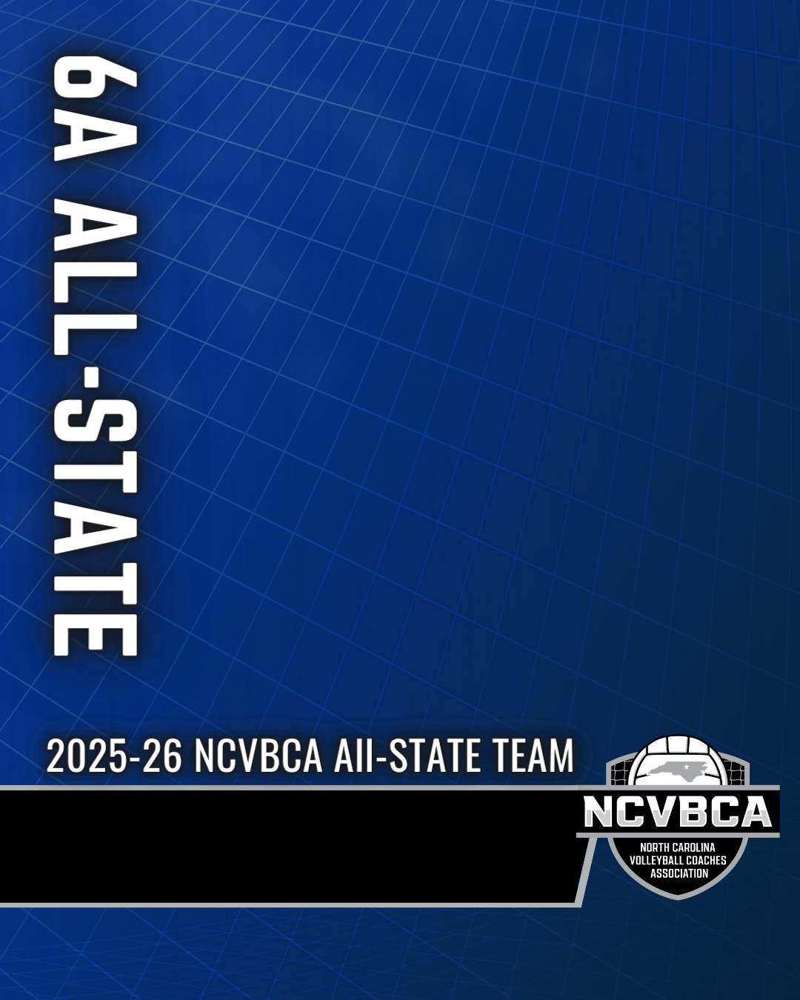 6A ALL-STATE
2025-26 NCVBCA All-STATE TEAM
NCVBCA
NORTH CAROLINA
VOLLEYBALL COACHES
ASSOCIATION